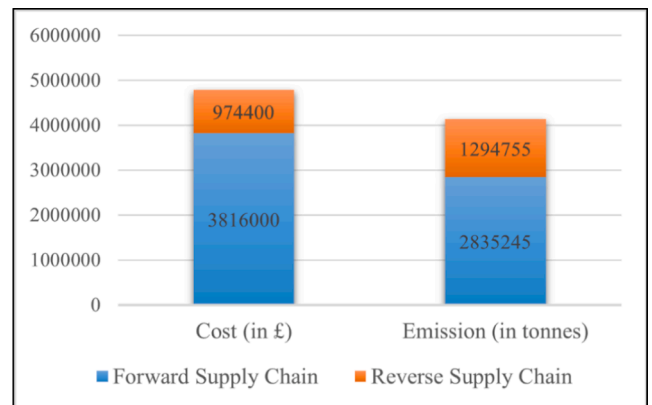 6000000
5000000
4000000
3000000
2000000
1000000
0
974400
3816000
1294755
2835245
Cost (in £)
Emission (in tonnes)
Forward Supply Chain
Reverse Supply Chain